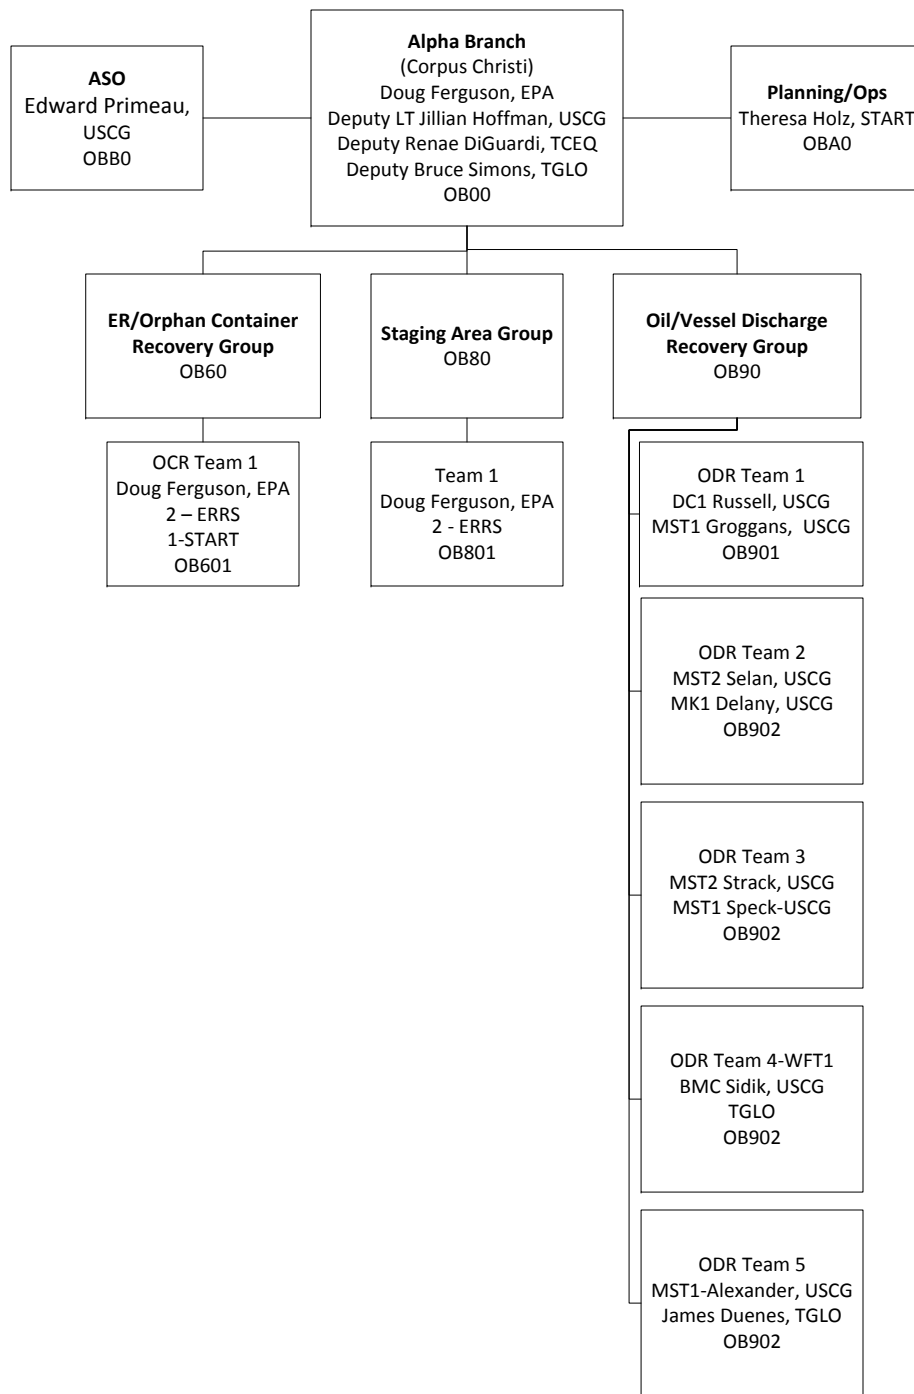 ASO
Edward Primeau,
USCG
OBB0
Alpha Branch
(Corpus Christi)
Doug Ferguson, EPA
Deputy LT Jillian Hoffman, USCG
Deputy Renae DiGuardi, TCEQ
Deputy Bruce Simons, TGLO
OB00
Planning/Ops
Theresa Holz, START
OBA0
ER/Orphan Container
Recovery Group
OB60
Staging Area Group
OB80
Oil/Vessel Discharge
Recovery Group
OB90
OCR Team 1
Doug Ferguson, EPA
2 – ERRS
1-START
OB601
Team 1
Doug Ferguson, EPA
2 - ERRS
OB801
ODR Team 1
DC1 Russell, USCG
MST1 Groggans,  USCG
OB901
ODR Team 2
MST2 Selan, USCG
MK1 Delany, USCG
OB902
ODR Team 3
MST2 Strack, USCG
MST1 Speck-USCG
OB902
ODR Team 4-WFT1
BMC Sidik, USCG
TGLO
OB902
ODR Team 5
MST1-Alexander, USCG
James Duenes, TGLO
OB902